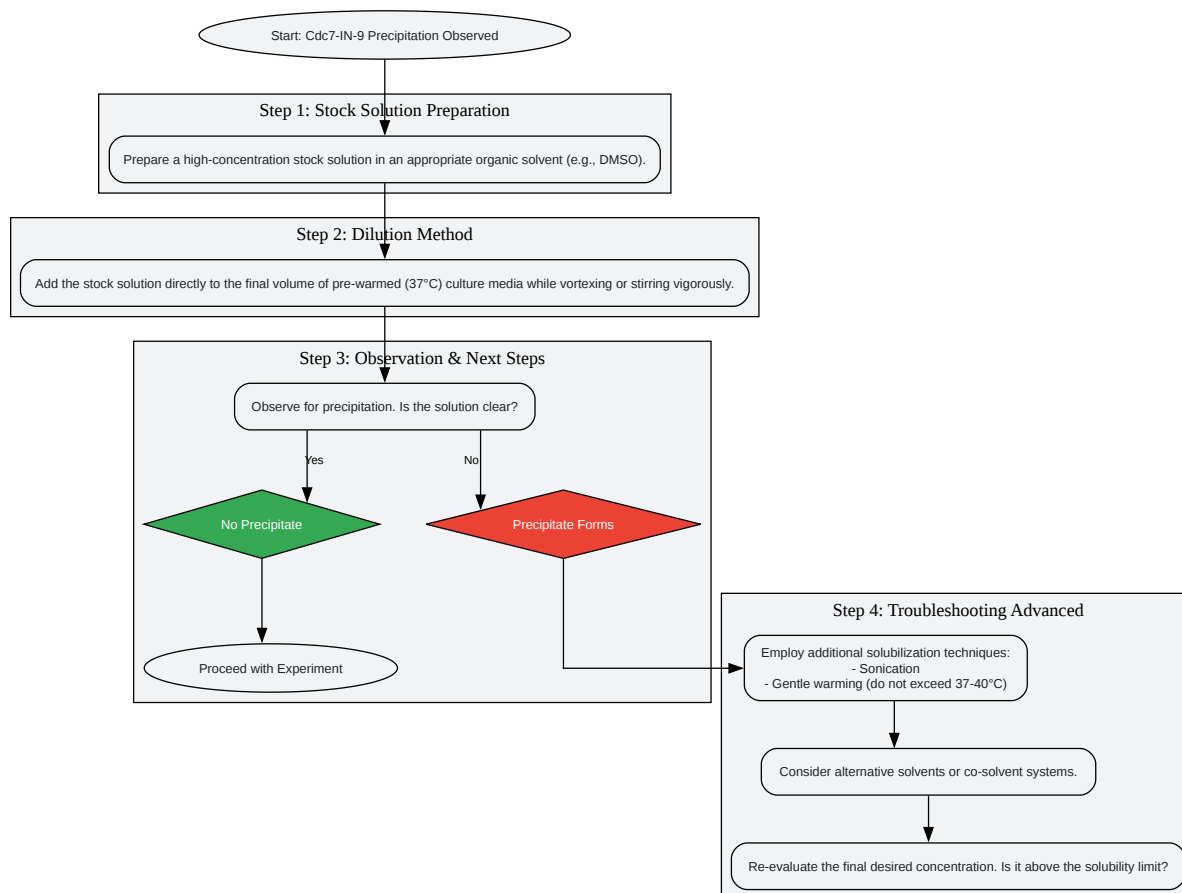 Start: Cdc7-IN-9 Precipitation Observed
Step 1: Stock Solution Preparation
Prepare a high-concentration stock solution in an appropriate organic solvent (e.g., DMSO).
Step 2: Dilution Method
Add the stock solution directly to the final volume of pre-warmed (37°C) culture media while vortexing or stirring vigorously.
Step 3: Observation & Next Steps
Observe for precipitation. Is the solution clear?
Yes
No
No Precipitate
Precipitate Forms
Proceed with Experiment
Step 4: Troubleshooting Advanced
Employ additional solubilization techniques:
- Sonication
- Gentle warming (do not exceed 37-40°C)
Consider alternative solvents or co-solvent systems.
Re-evaluate the final desired concentration. Is it above the solubility limit?